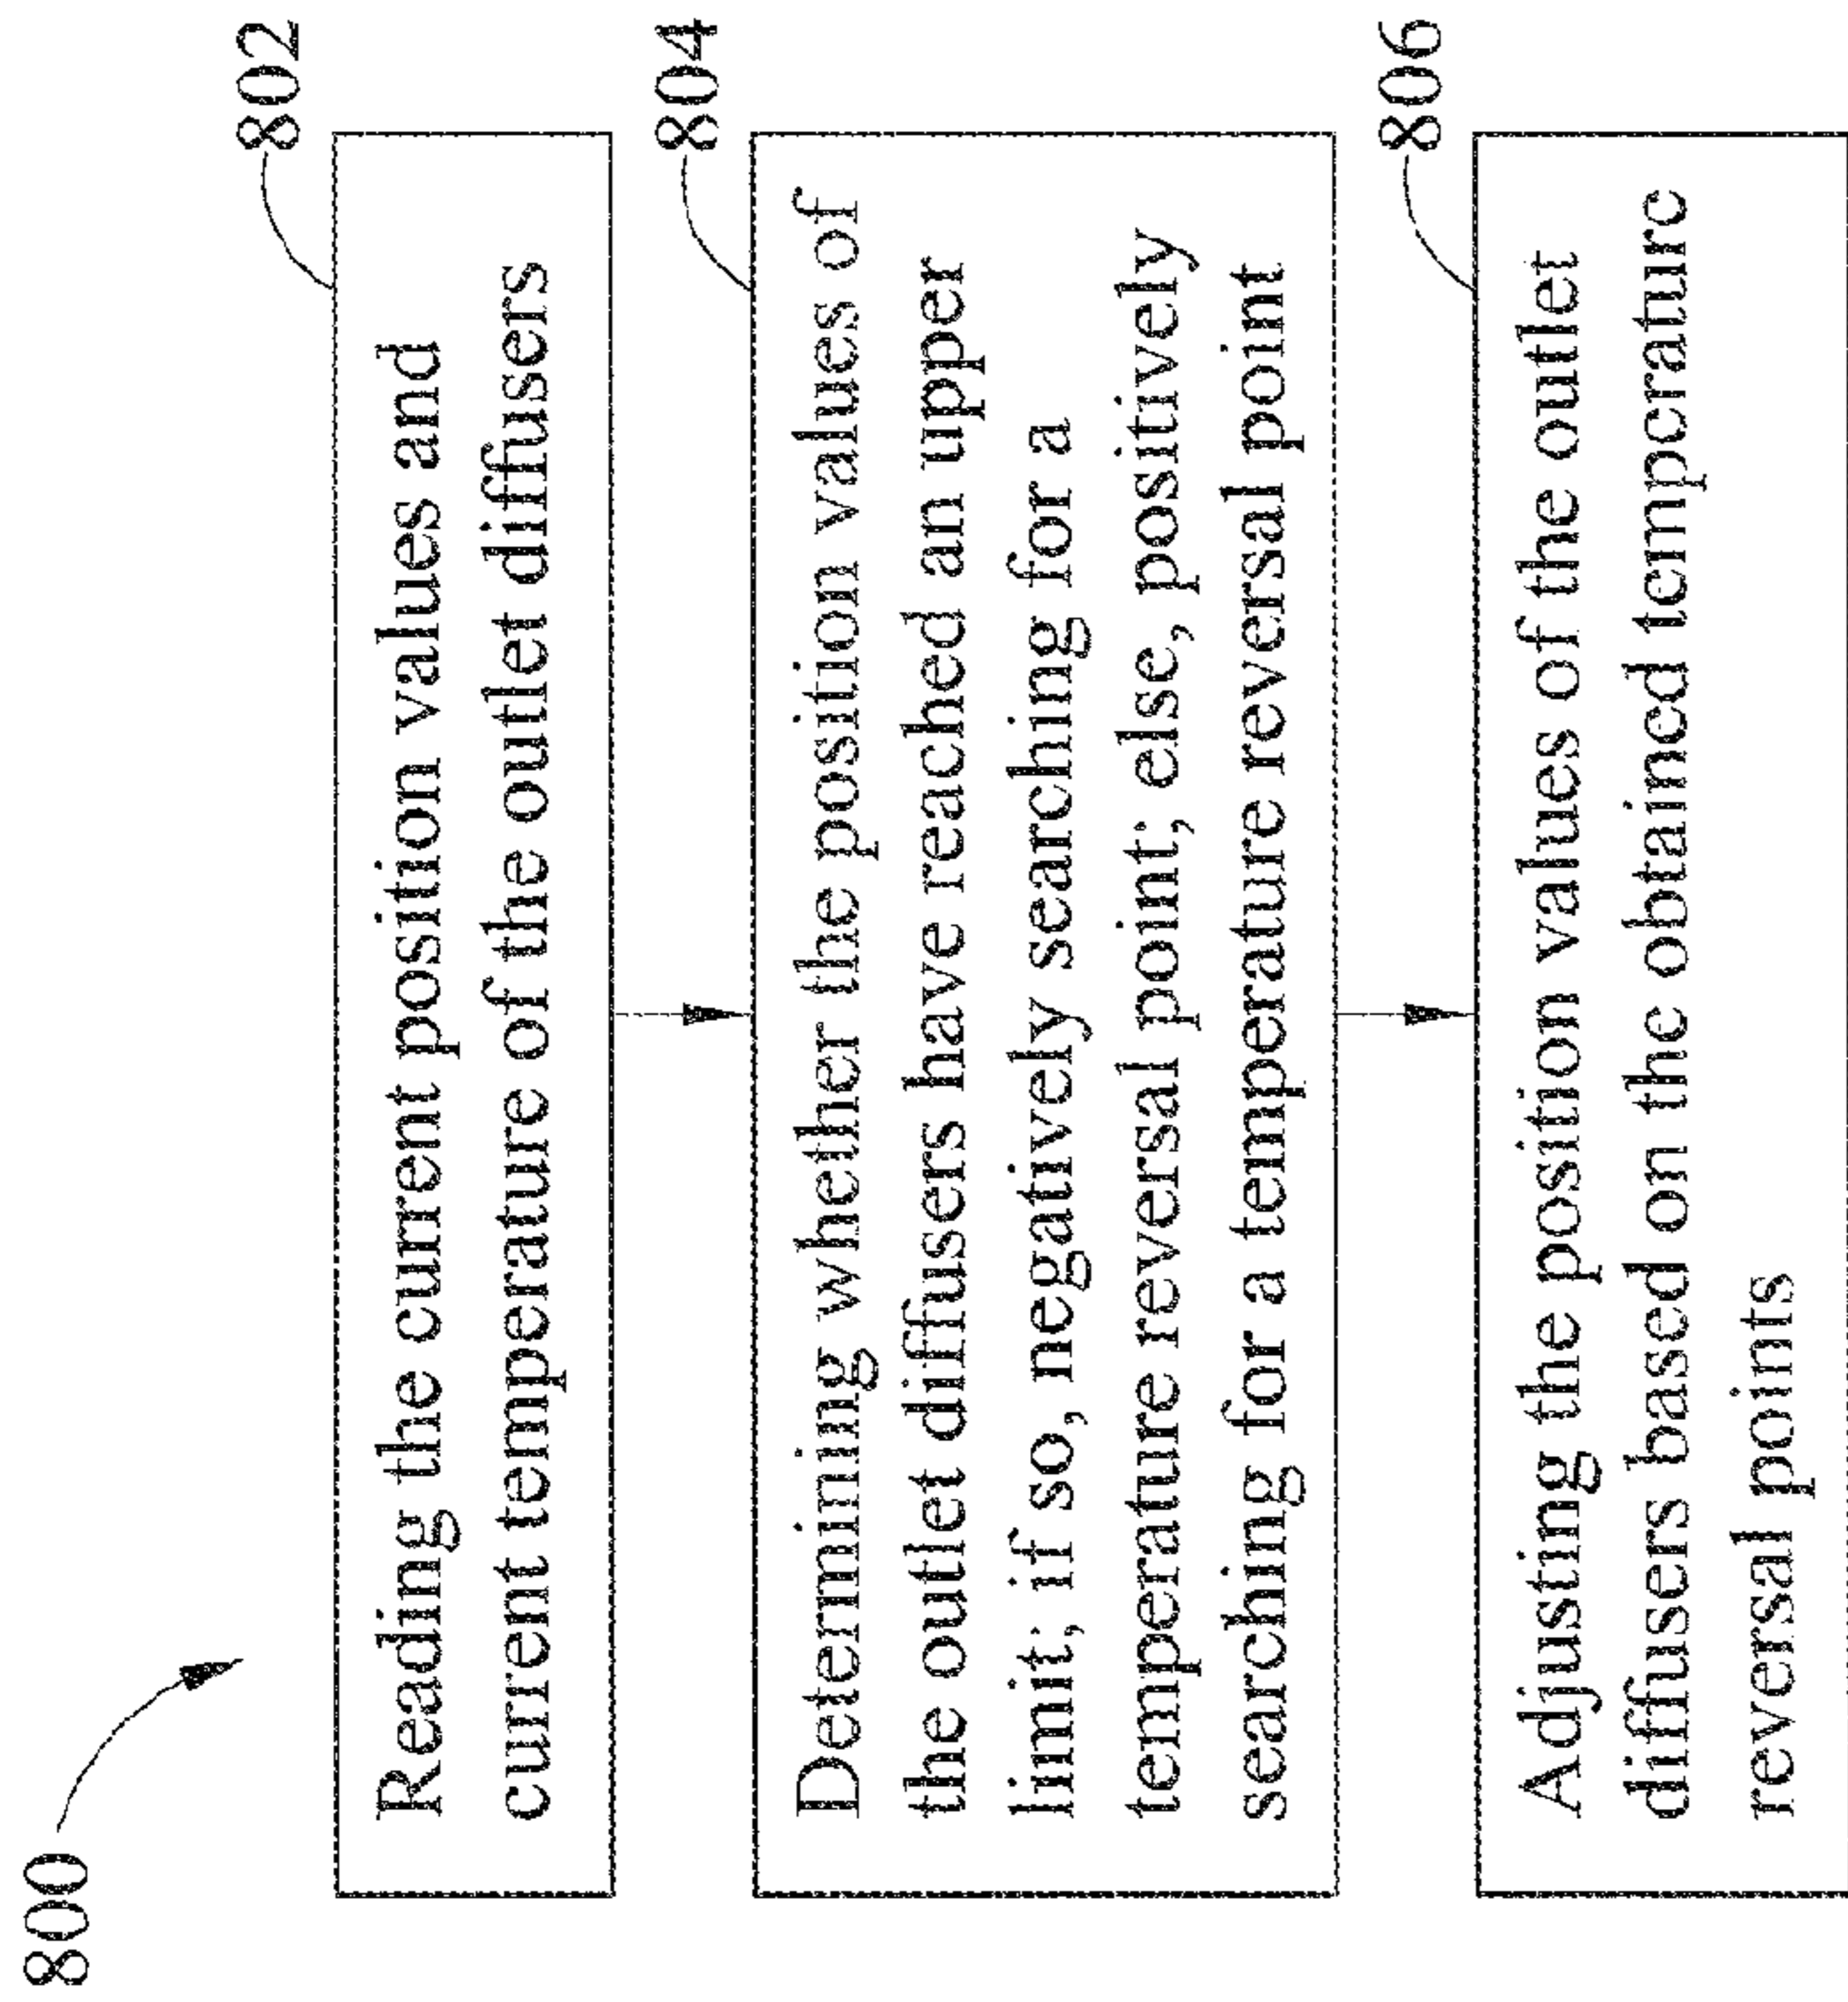 800
802
Reading the current position values and
current temperature of the outlet diffusers
804
Determining whether the position values of
the outlet diffusers have reached an upper
limit; if so, negatively searching for a
temperature reversal point; else, positively
searching for a temperature reversal point
806
Adjusting the position values of the outlet
diffusers based on the obtained temperature
reversal points